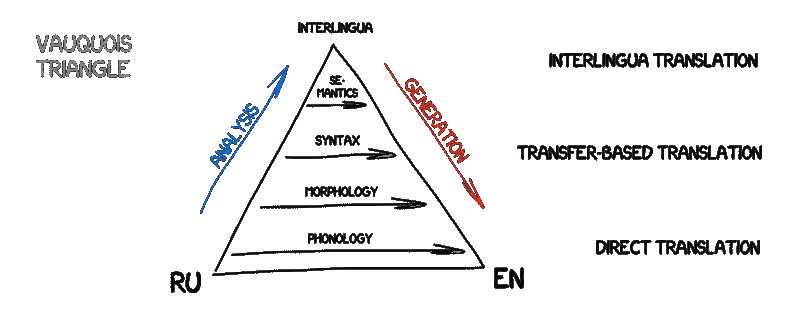 VAUQUOIS
TRIANGLE
INTERLINGUA
SE-
MANTICS
SYNTAX
MORPHOLOGY
PHONOLOGY
ANALYSIS
GENERATION
RU
EN
INTERLINGUA TRANSLATION
TRANSFER-BASED TRANSLATION
DIRECT TRANSLATION